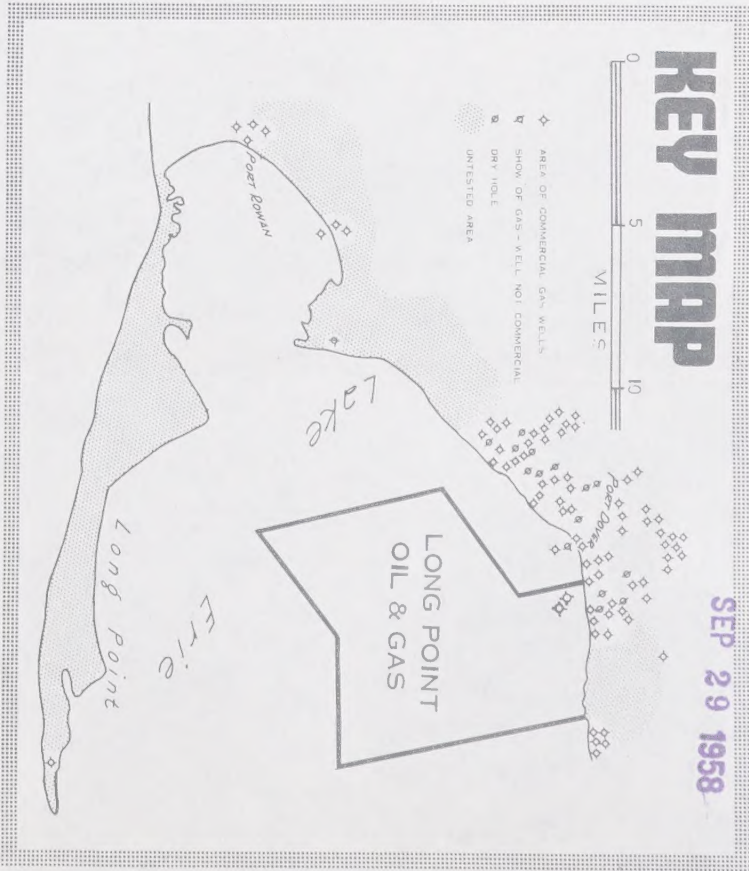 KEY MAP
0 5 10
MILES
AREA OF COMMERCIAL GAS WELLS
SHOW OF GAS - WELL NOT COMMERCIAL
DRY HOLE
UNTESTED AREA
SEP 29 1958
PORT DOVER
PORT ROWAN
Lake
Erie
LONG POINT
OIL & GAS
Long Point